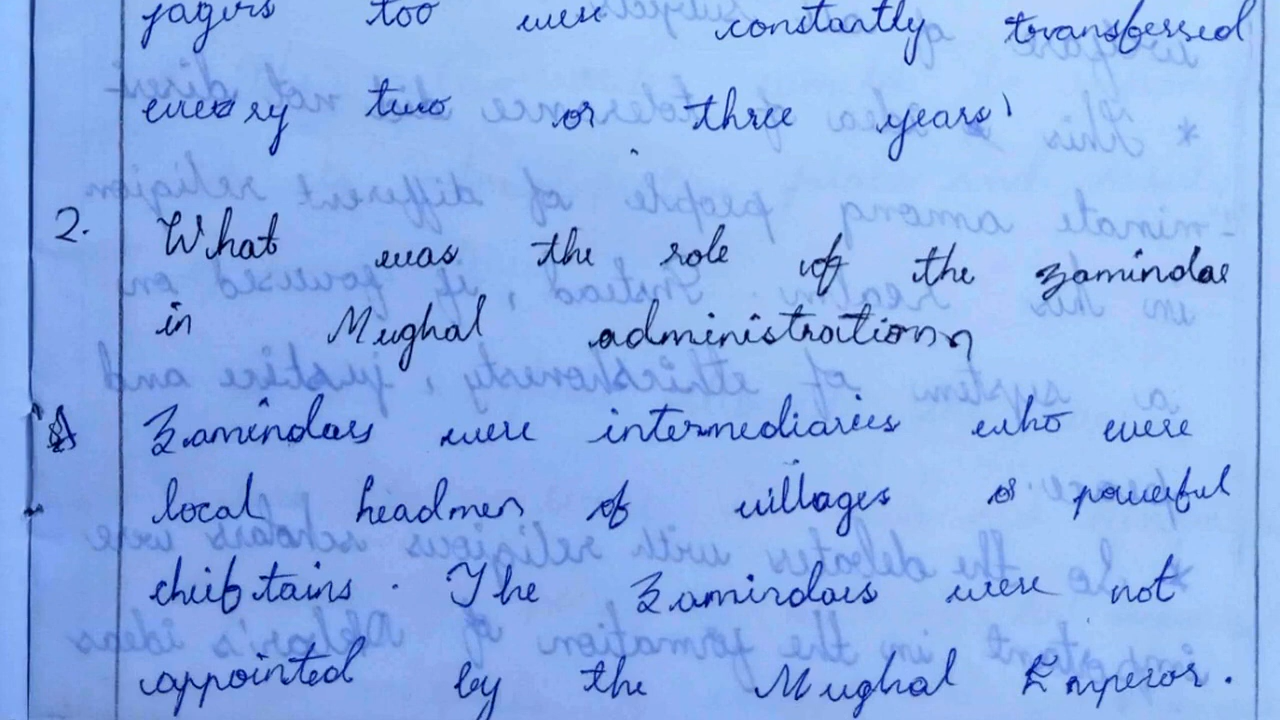 jagirs too were constantly transferred
every two or three years'
2. What was the role of the zamindar
in Mughal administration
A Zamindars were intermediaries who were
local headmen of villages or powerful
chieftains. The Zamindars were not
appointed by the Mughal Emperor.